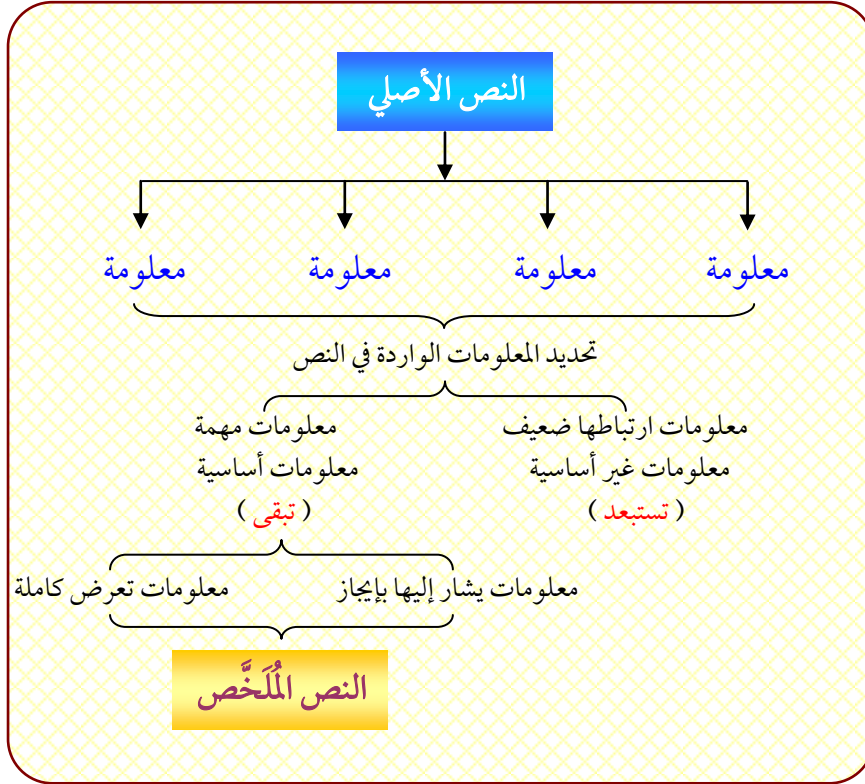 النص الأصلي
معلومة معلومة معلومة معلومة
تحديد المعلومات الواردة في النص
معلومات ارتباطها ضعيف معلومات مهمة
معلومات غير أساسية معلومات أساسية
( تستبعد ) ( تبقى )
معلومات يشار إليها بإيجاز معلومات تعرض كاملة
النص المُلَخَّص